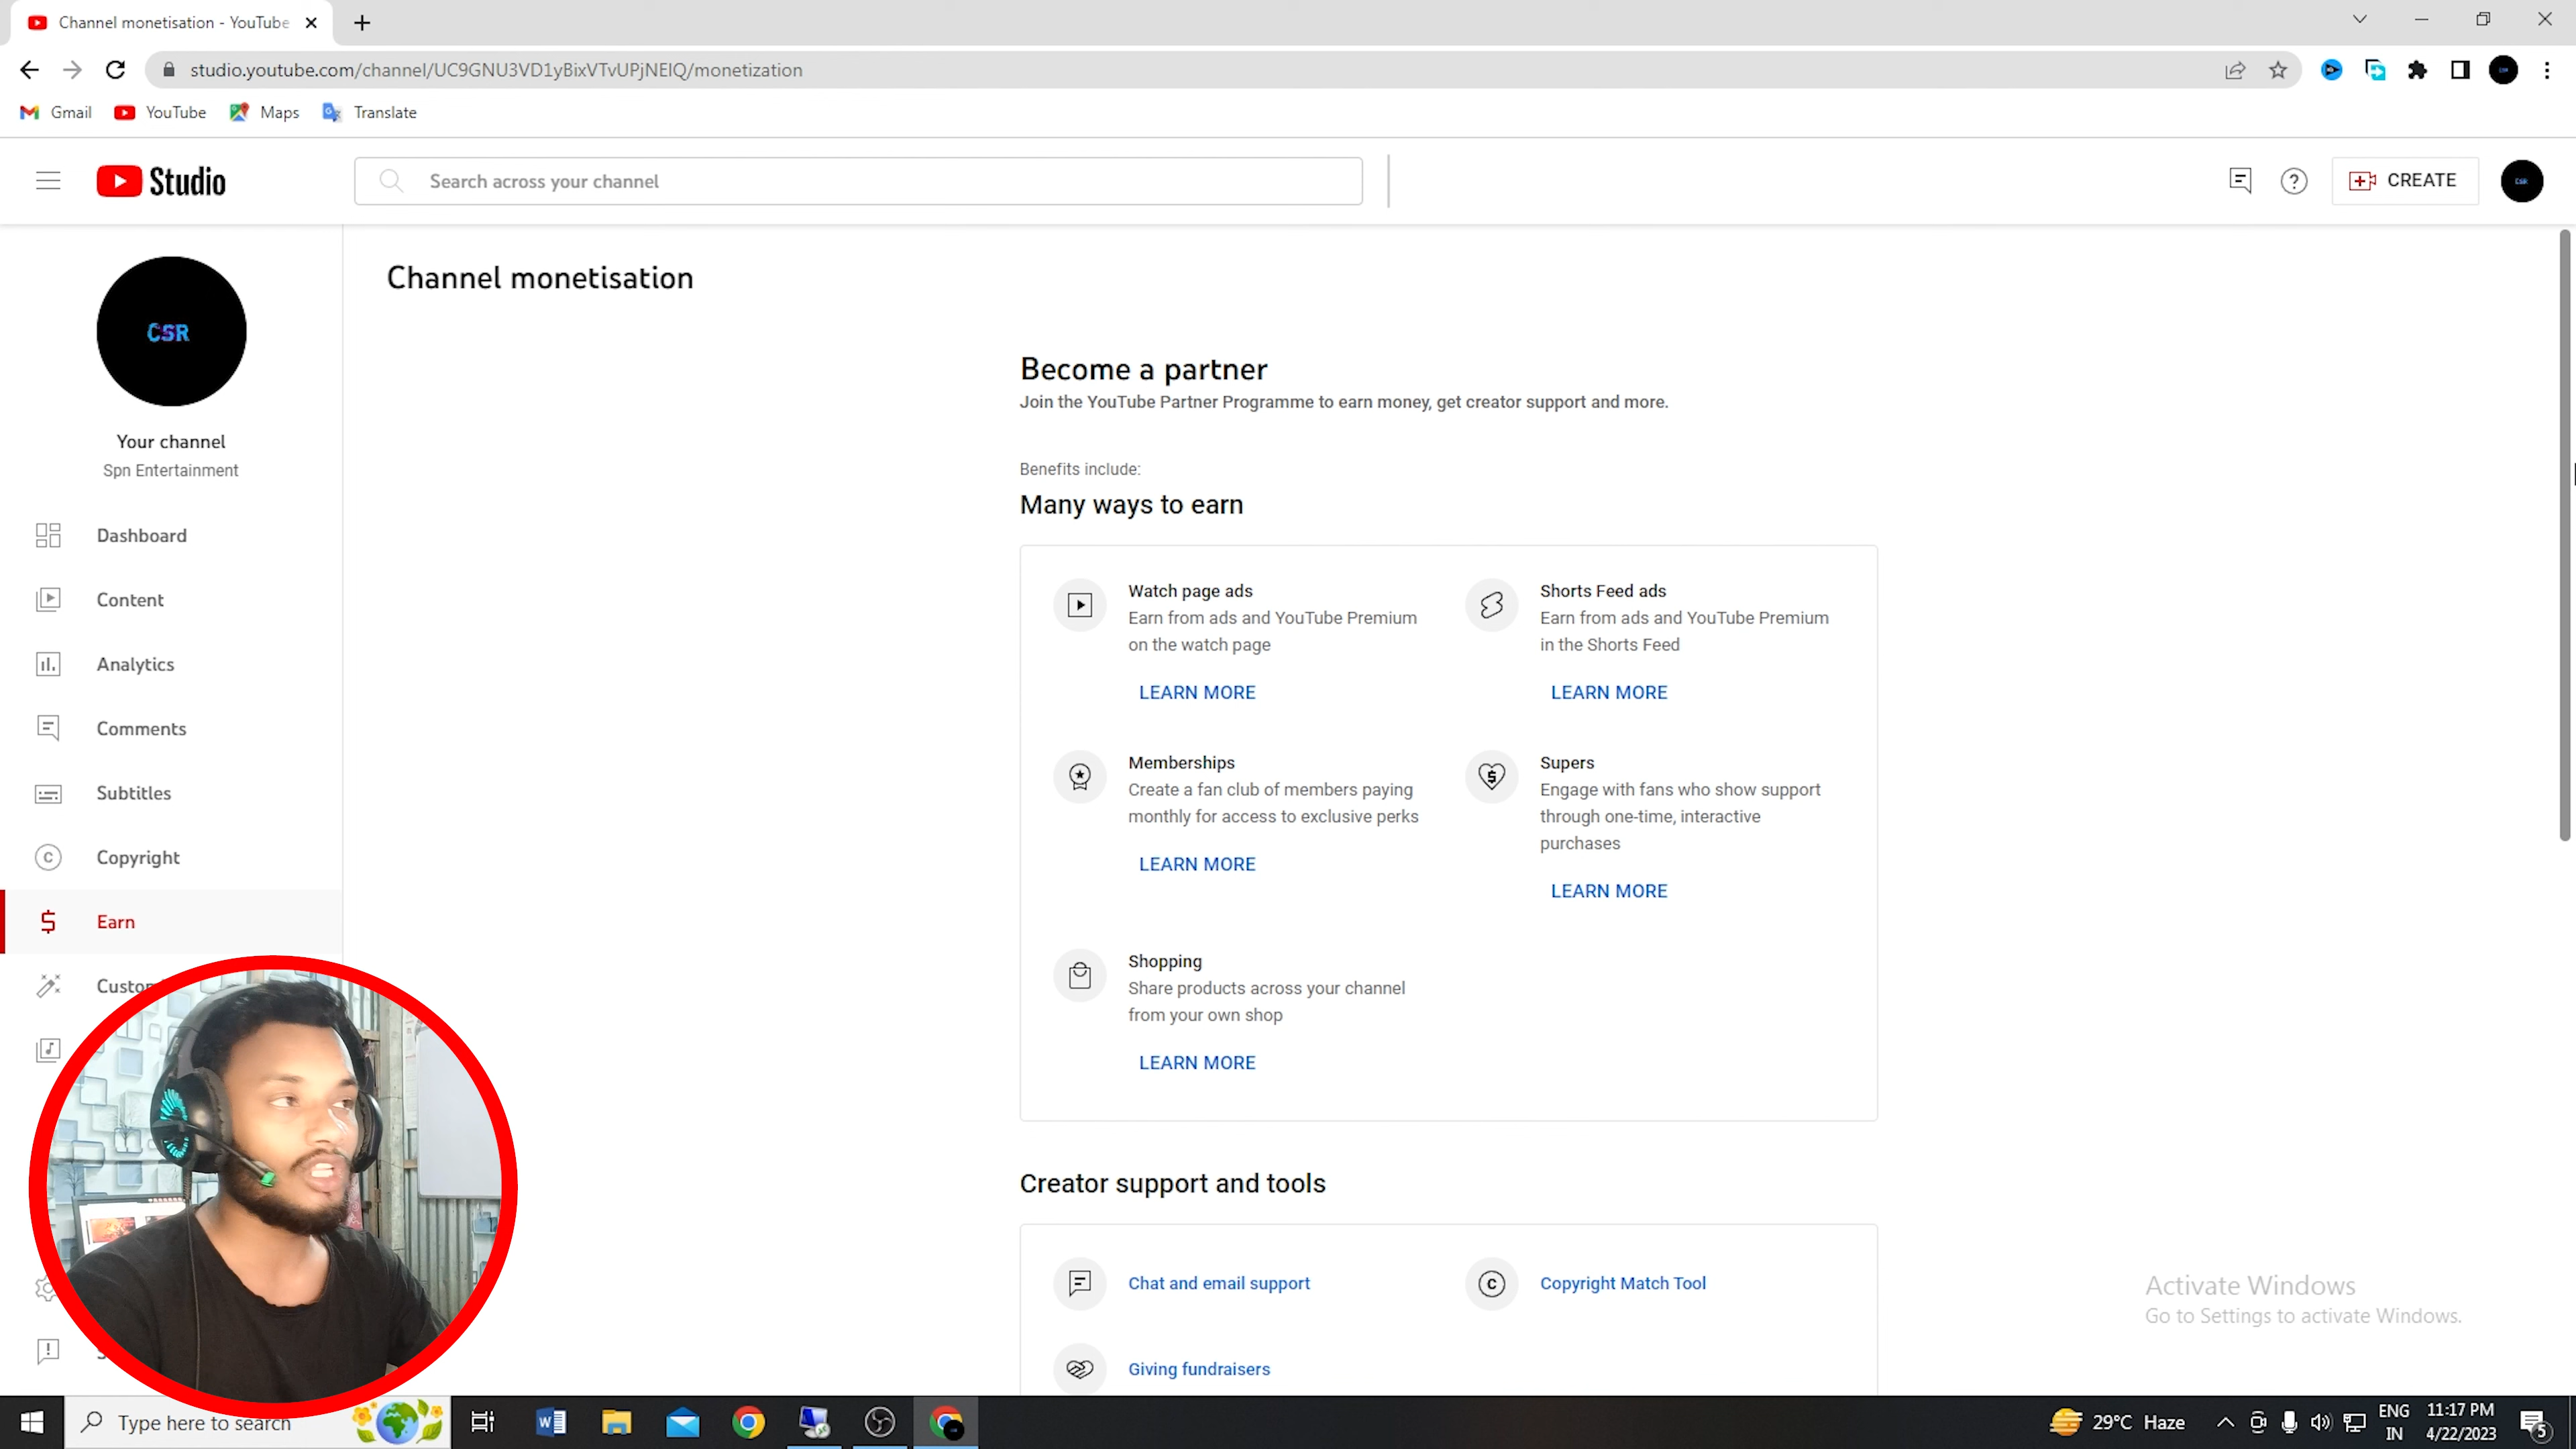 Channel monetisation - YouTube
studio.youtube.com/channel/UC9GNU3VD1yBixVTvUPjNEIQ/monetization
Gmail YouTube Maps Translate
Studio
Search across your channel
CREATE
CSR
Your channel
Spn Entertainment
Dashboard
Content
Analytics
Comments
Subtitles
Copyright
Earn
Channel monetisation
Become a partner
Join the YouTube Partner Programme to earn money, get creator support and more.
Benefits include:
Many ways to earn
Watch page ads
Earn from ads and YouTube Premium
on the watch page
LEARN MORE
Shorts Feed ads
Earn from ads and YouTube Premium
in the Shorts Feed
LEARN MORE
Memberships
Create a fan club of members paying
monthly for access to exclusive perks
LEARN MORE
Supers
Engage with fans who show support
through one-time, interactive
purchases
LEARN MORE
Shopping
Share products across your channel
from your own shop
LEARN MORE
Creator support and tools
Chat and email support
Copyright Match Tool
Giving fundraisers
Activate Windows
Go to Settings to activate Windows.
Type here to search
29°C Haze
ENG
IN
11:17 PM
4/22/2023
5